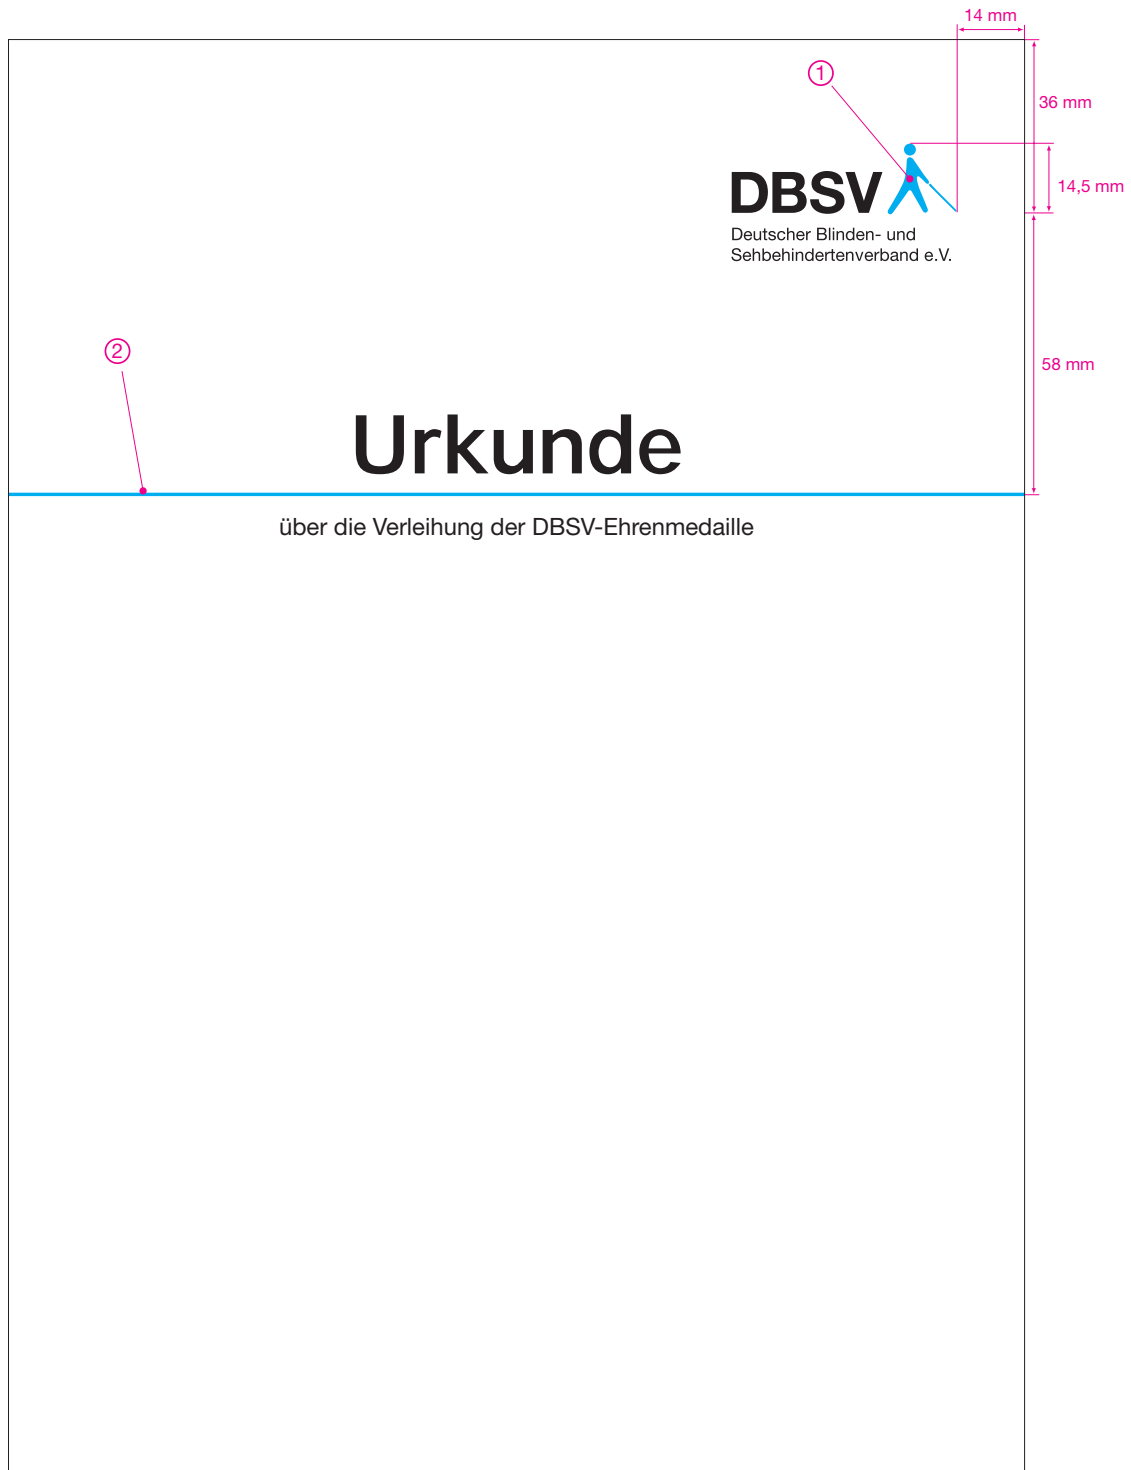 14 mm
1
36 mm
14,5 mm
DBSV
Deutscher Blinden- und
Sehbehindertenverband e.V.
2
58 mm
Urkunde
über die Verleihung der DBSV-Ehrenmedaille